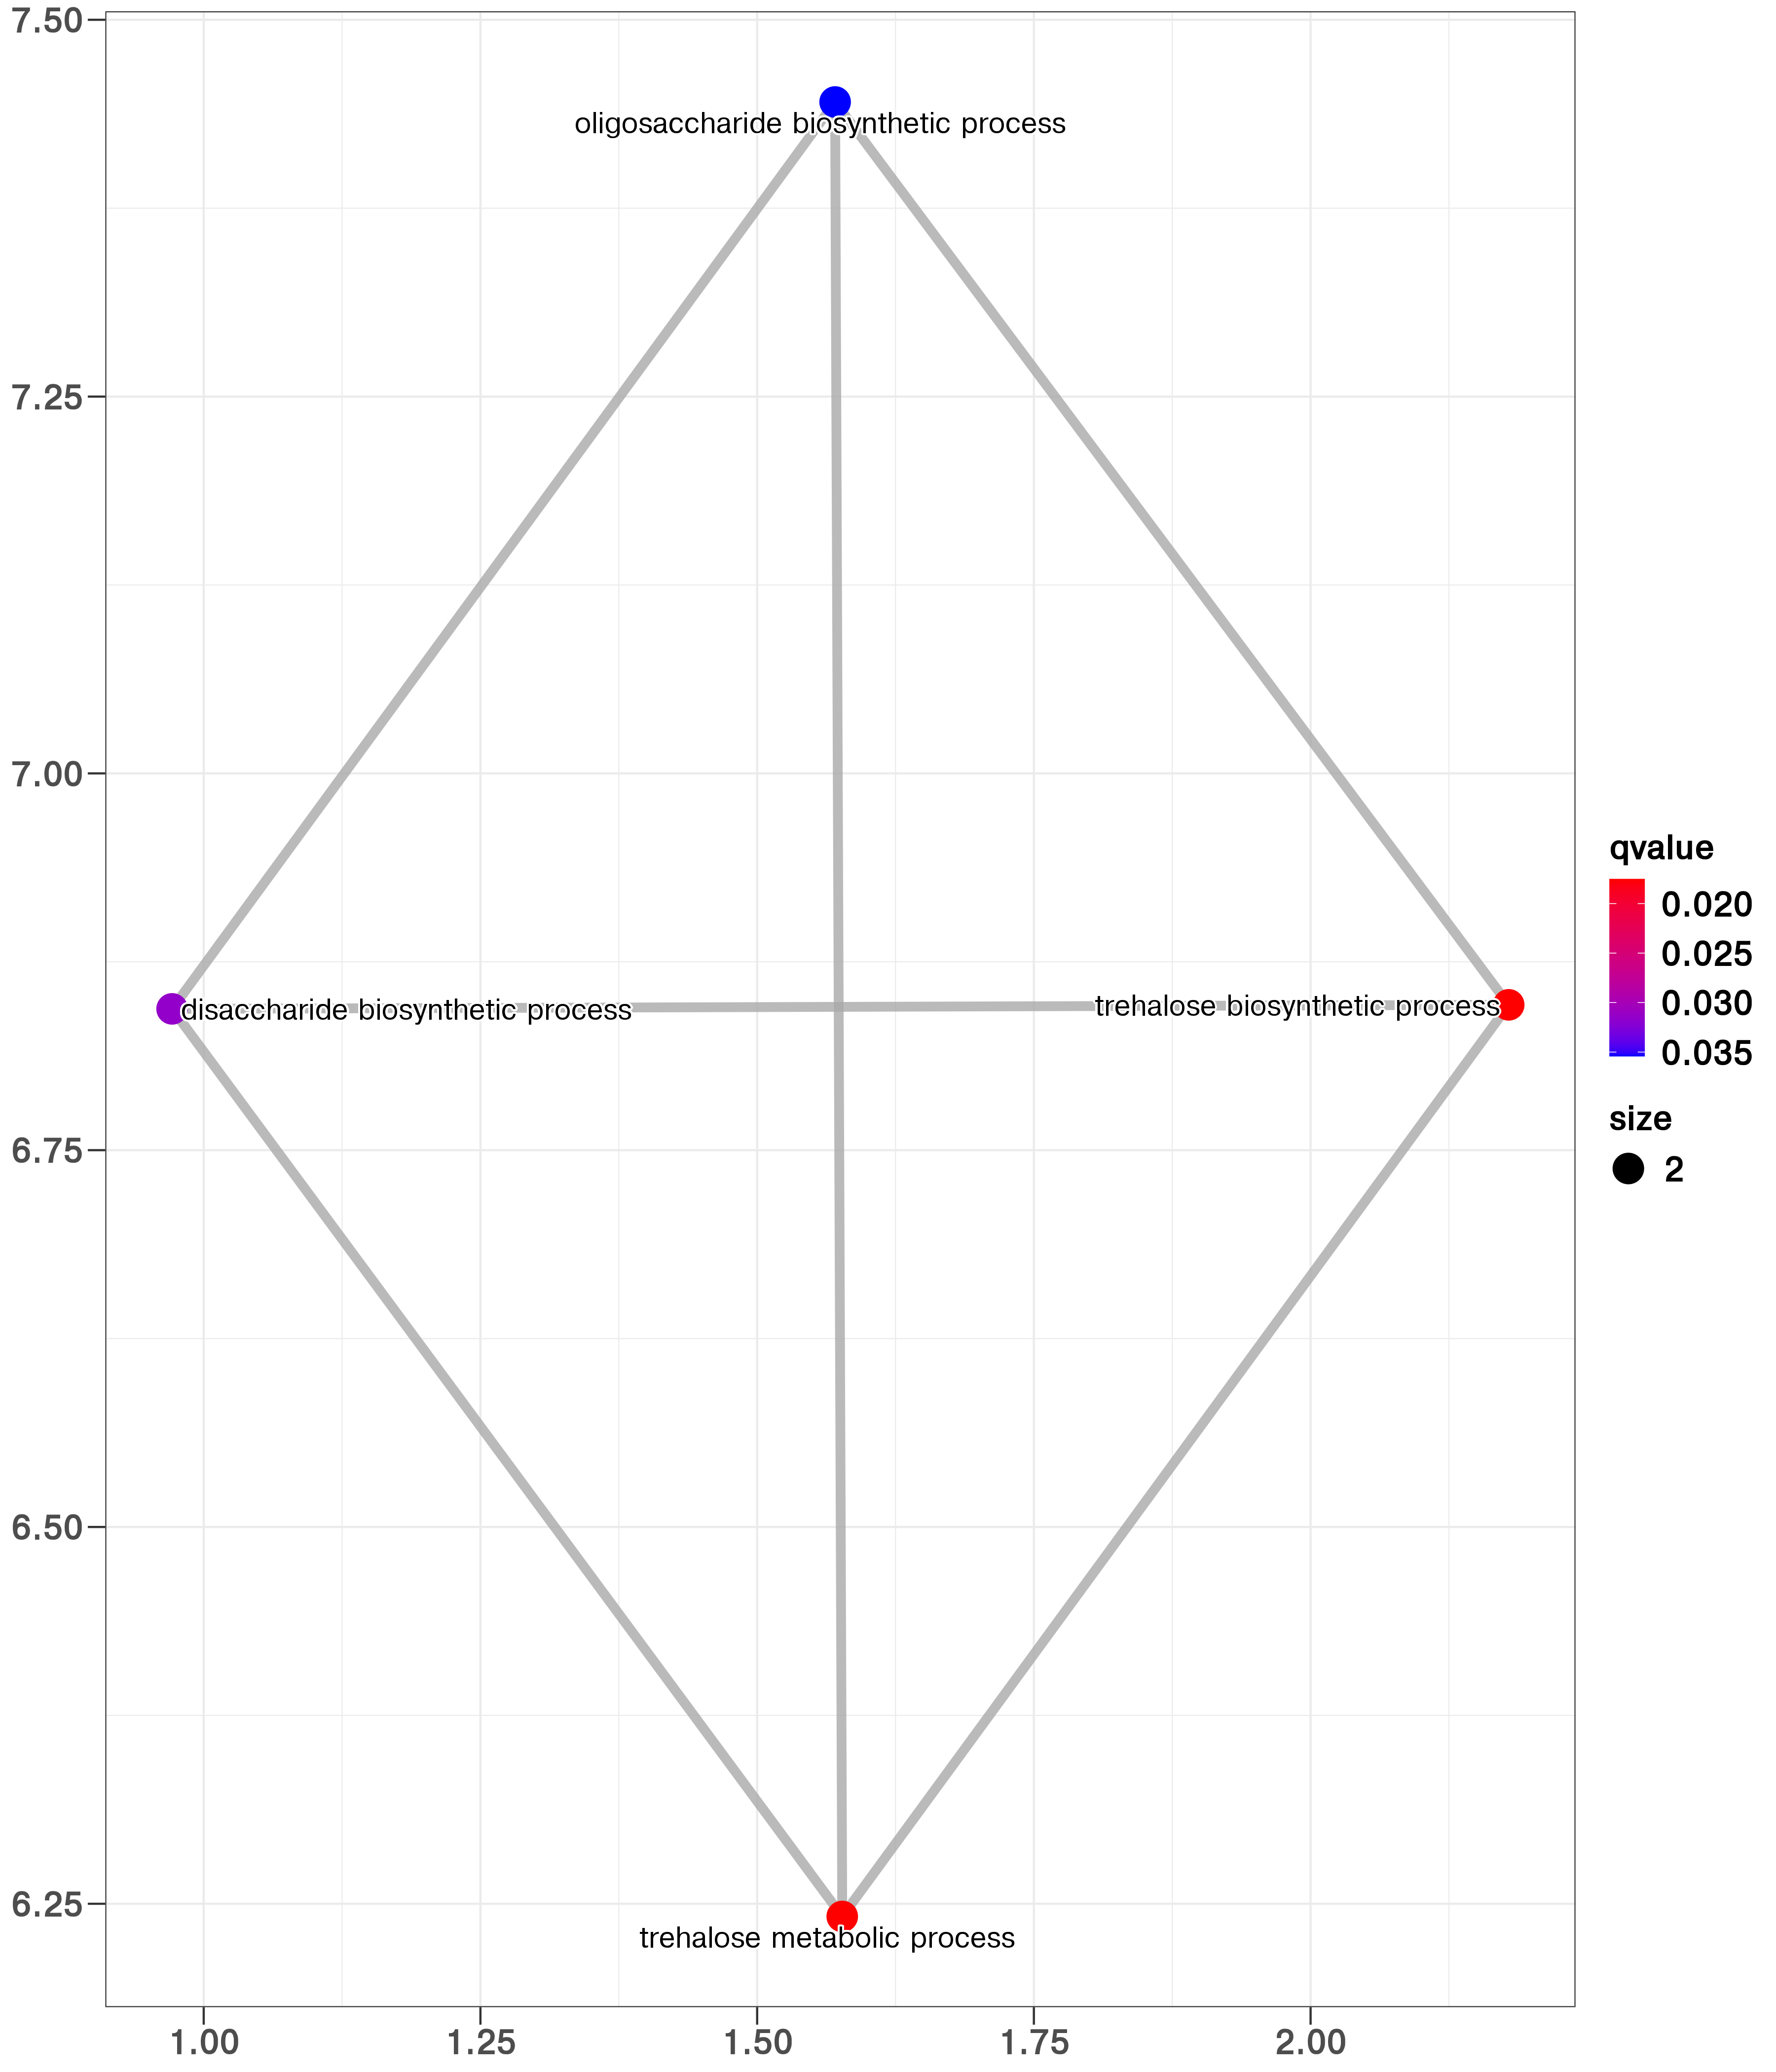 7.50
oligosaccharide biosynthetic process
7.25
7.00
qvalue
0.020
0.025
0.030
0.035
disaccharide biosynthetic process
trehalose biosynthetic process
size
2
6.75
6.50
6.25
trehalose metabolic process
1.00 1.25 1.50 1.75 2.00